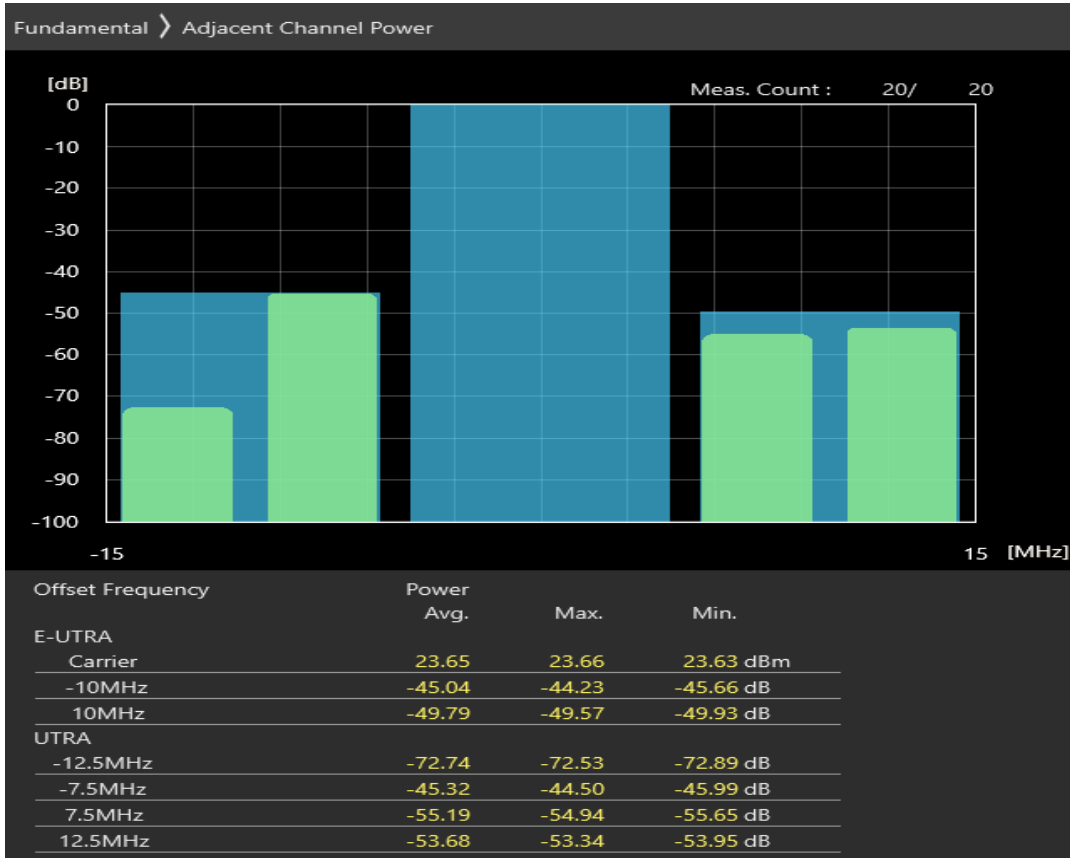 Fundamental 〉 Adjacent Channel Power
[dB]
Meas. Count : 20/ 20
0
-10
-20
-30
-40
-50
-60
-70
-80
-90
-100
-15 15 [MHz]
Offset Frequency Power
Avg. Max. Min.
E-UTRA
Carrier 23.65 23.66 23.63 dBm
-10MHz -45.04 -44.23 -45.66 dB
10MHz -49.79 -49.57 -49.93 dB
UTRA
-12.5MHz -72.74 -72.53 -72.89 dB
-7.5MHz -45.32 -44.50 -45.99 dB
7.5MHz -55.19 -54.94 -55.65 dB
12.5MHz -53.68 -53.34 -53.95 dB